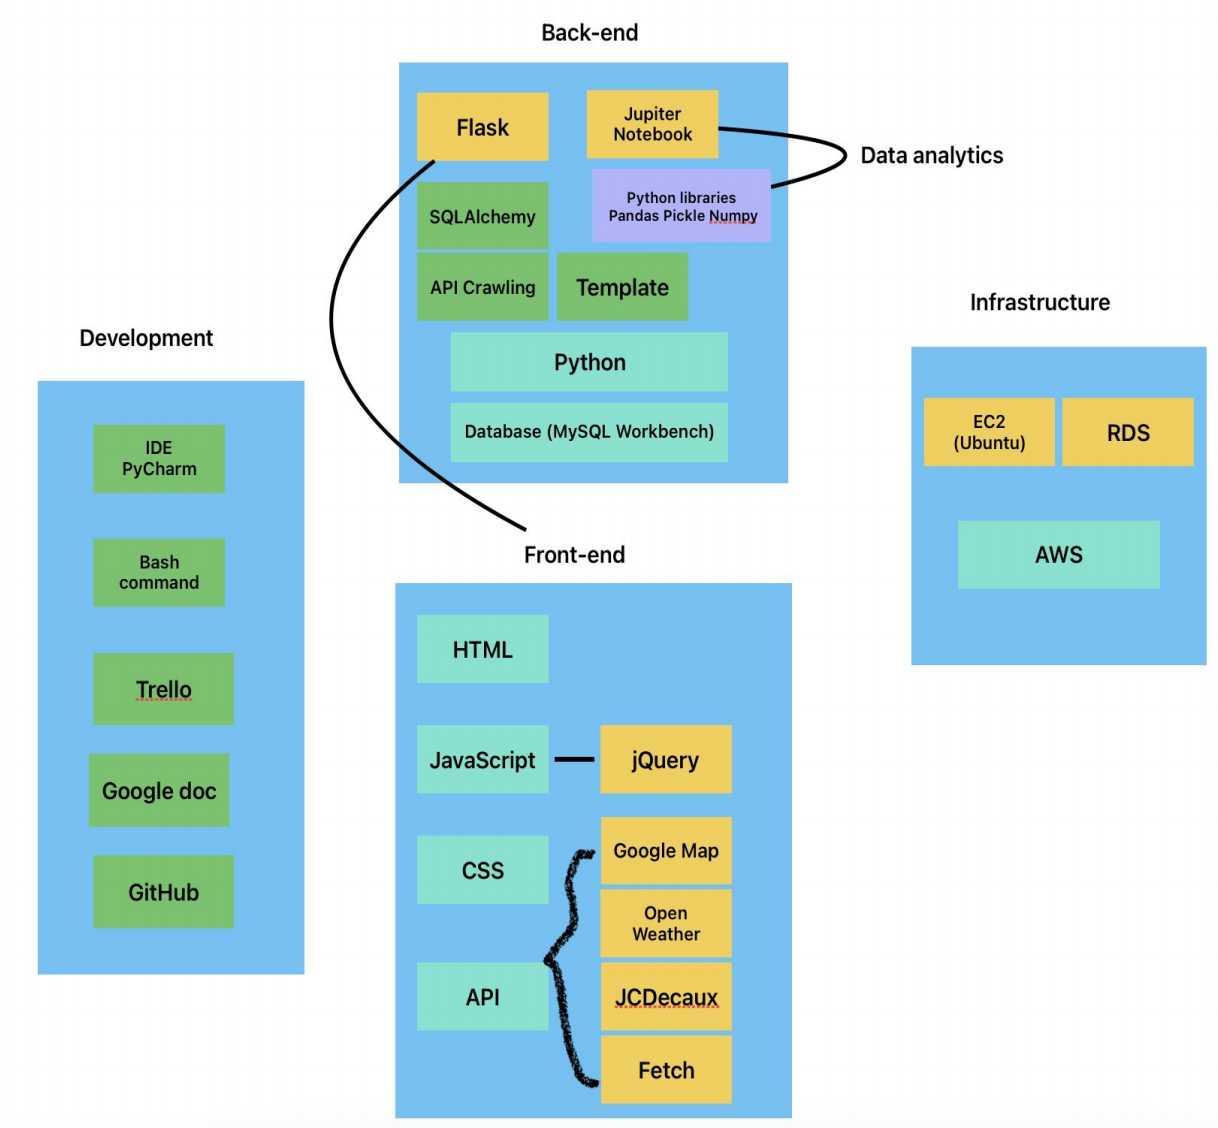 Back-end
Flask
Jupiter
Notebook
Data analytics
SQLAlchemy
Python libraries
Pandas Pickle Numpy
API Crawling
Template
Python
Database (MySQL Workbench)
Development
IDE
PyCharm
Bash
command
Trello
Google doc
GitHub
Front-end
HTML
JavaScript
jQuery
CSS
Google Map
Open
Weather
API
JCDecaux
Fetch
Infrastructure
EC2
(Ubuntu)
RDS
AWS